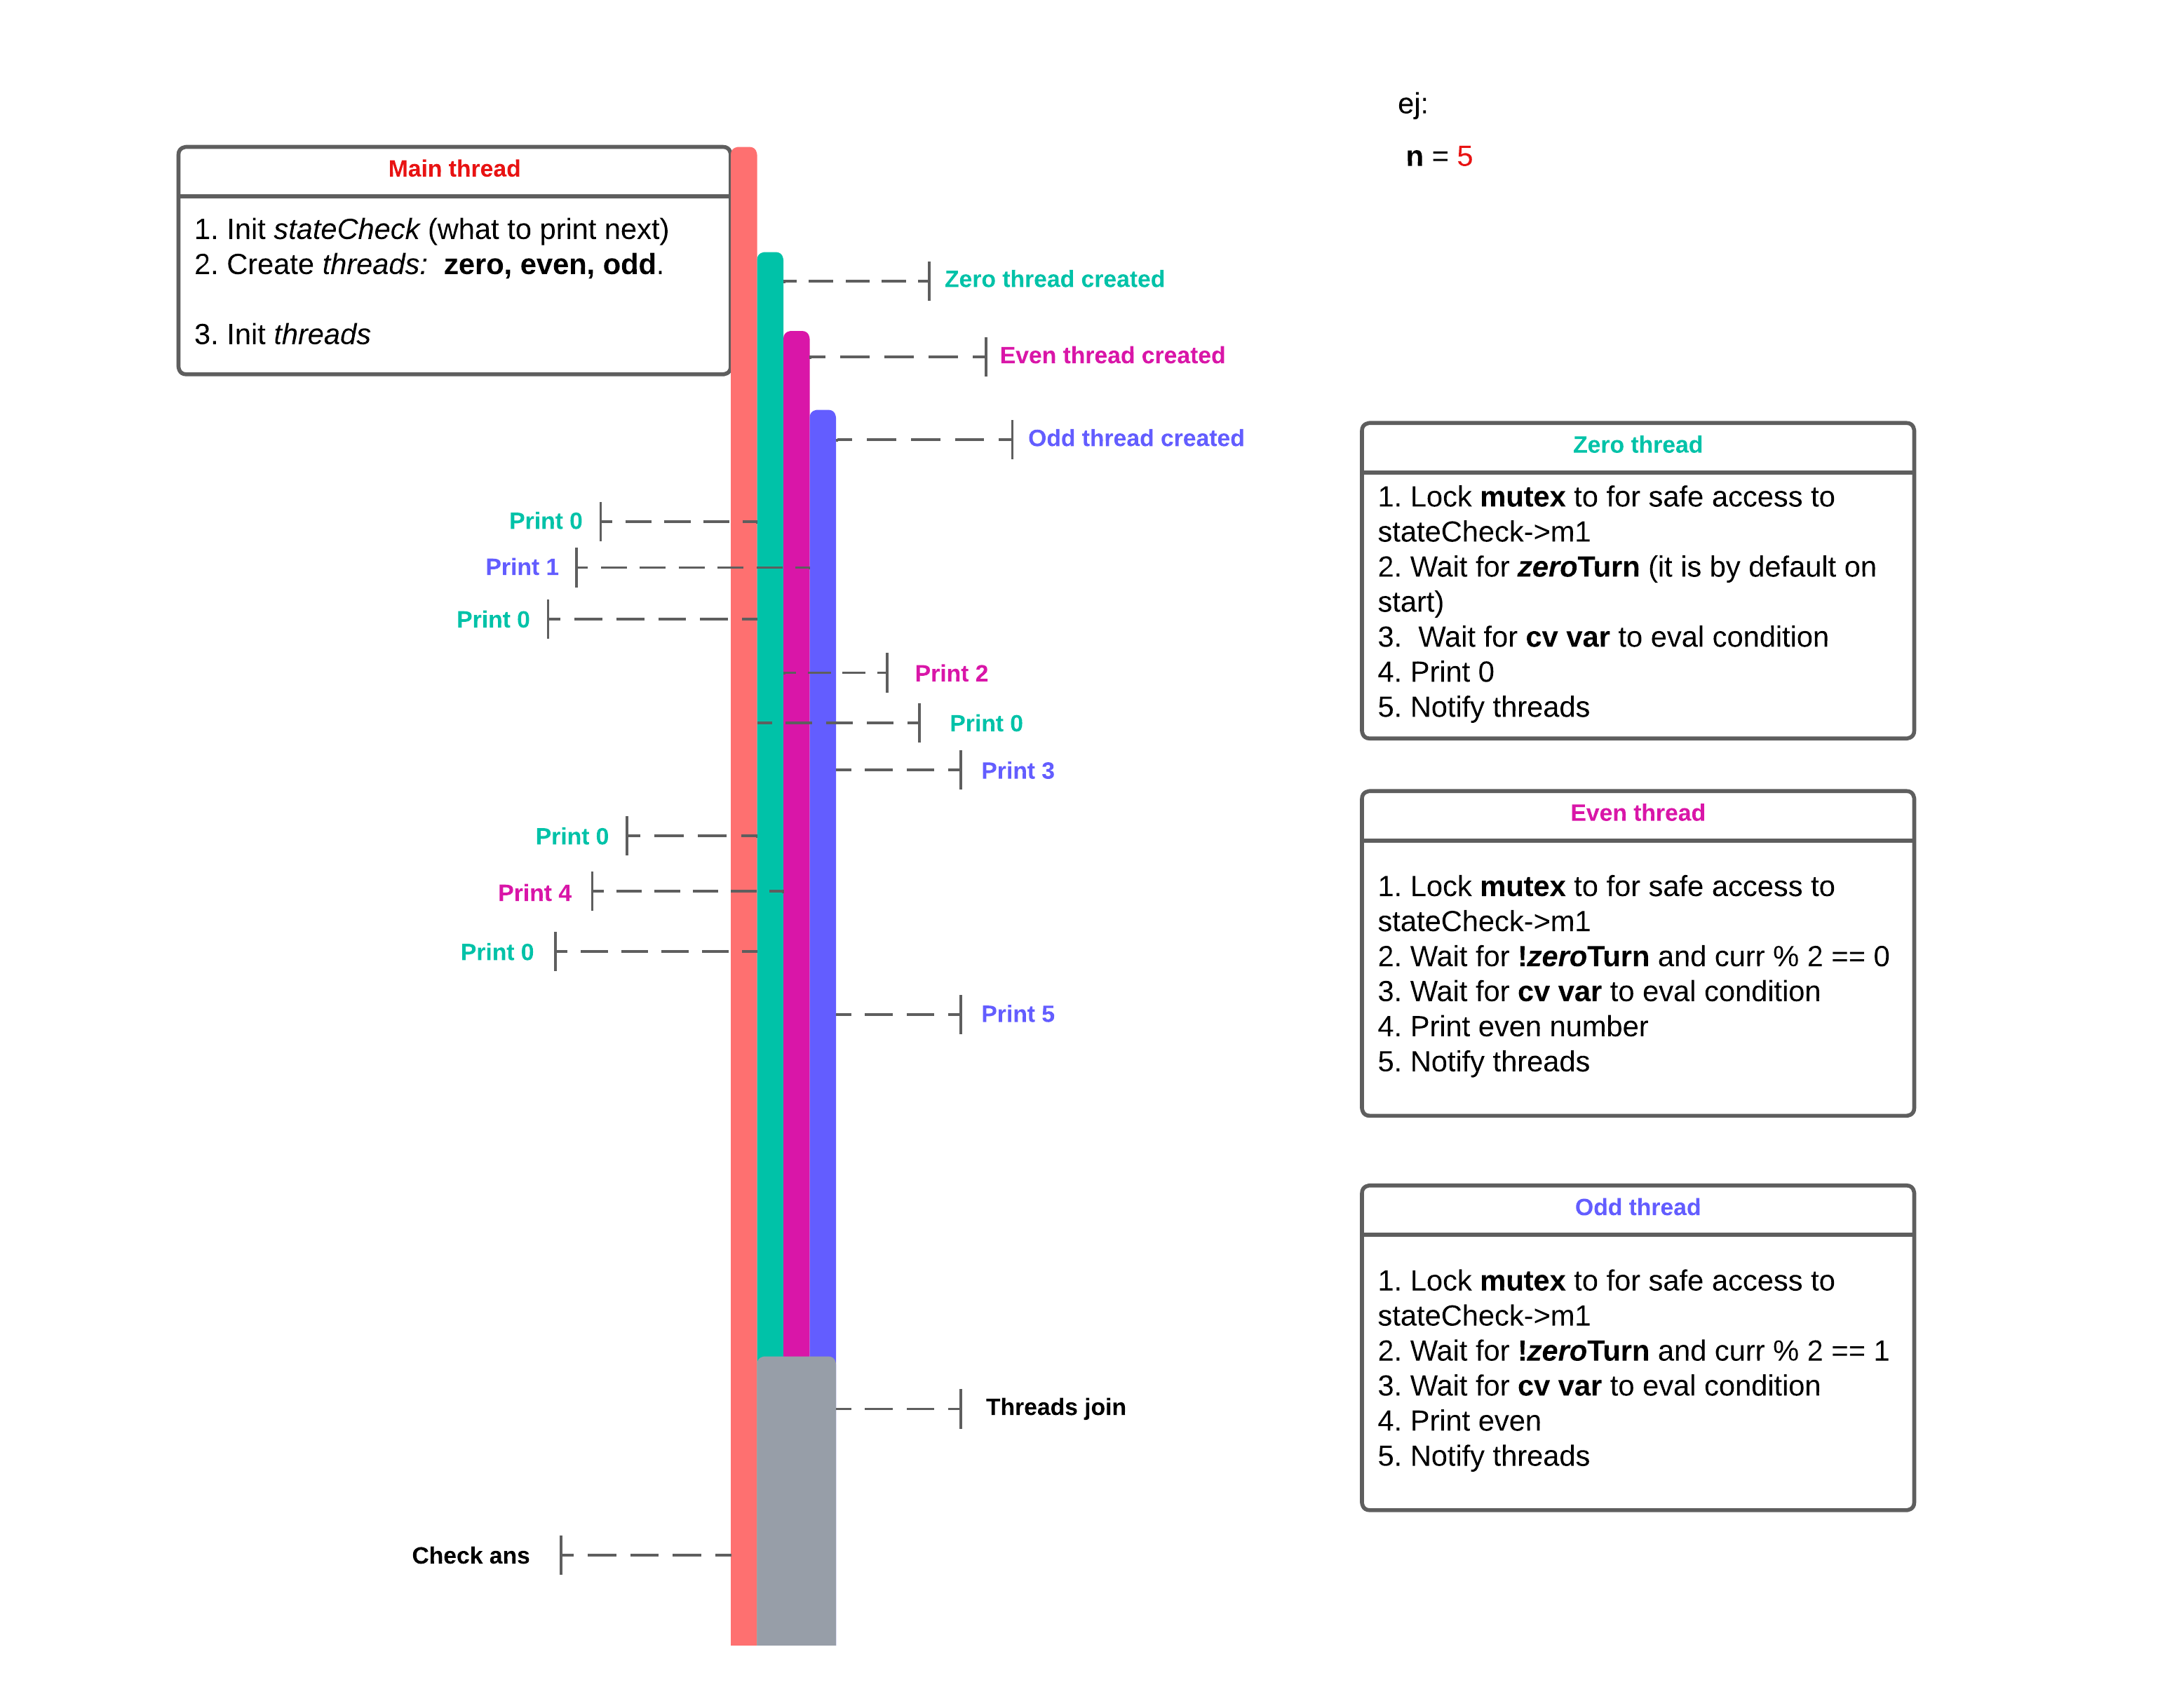 ej:
n = 5
Main thread
1. Init stateCheck (what to print next)
2. Create threads: zero, even, odd.
3. Init threads
Zero thread created
Even thread created
Odd thread created
Print 0
Print 1
Print 0
Print 2
Print 0
Print 3
Print 0
Print 4
Print 0
Print 5
Threads join
Check ans
Zero thread
1. Lock mutex to for safe access to
stateCheck->m1
2. Wait for zeroTurn (it is by default on
start)
3. Wait for cv var to eval condition
4. Print 0
5. Notify threads
Even thread
1. Lock mutex to for safe access to
stateCheck->m1
2. Wait for !zeroTurn and curr % 2 == 0
3. Wait for cv var to eval condition
4. Print even number
5. Notify threads
Odd thread
1. Lock mutex to for safe access to
stateCheck->m1
2. Wait for !zeroTurn and curr % 2 == 1
3. Wait for cv var to eval condition
4. Print even
5. Notify threads